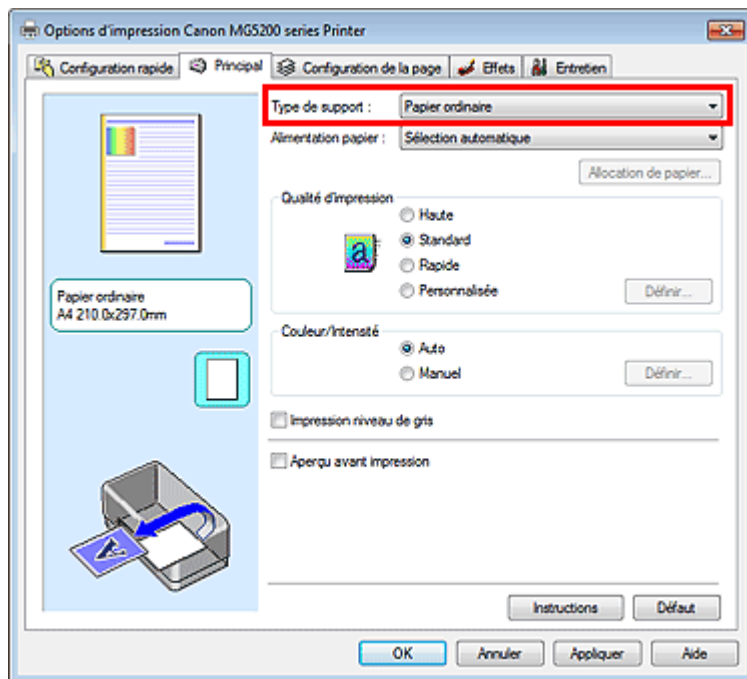 Options d'impression Canon MG5200 series Printer
Configuration rapide Principal Configuration de la page Effets Entretien
Type de support : Papier ordinaire
Alimentation papier : Sélection automatique
Allocation de papier...
Qualité d'impression
Haute
Standard
Rapide
Personnalisée Définir...
Papier ordinaire
A4 210.0x297.0mm
Couleur/Intensité
Auto
Manuel Définir...
Impression niveau de gris
Aperçu avant impression
Instructions Défaut
OK Annuler Appliquer Aide